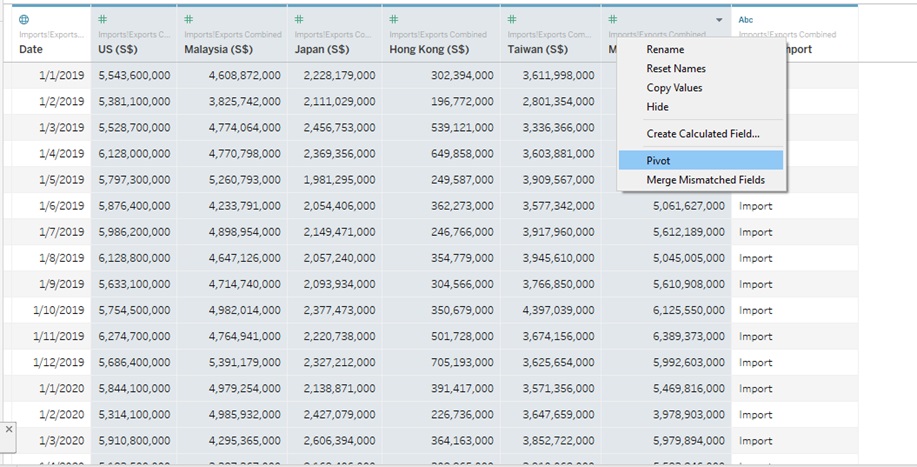 # # # # # # Abc
Imports!Exports... Imports!Exports C... Imports!Exports Combined Imports!Exports Co... Imports!Exports Combined Imports!Exports Com... Imports!Exports Combined Imports!Exports Combined
Date US (S$) Malaysia (S$) Japan (S$) Hong Kong (S$) Taiwan (S$)
Rename
Reset Names
Copy Values
Hide
Create Calculated Field...
Pivot
Merge Mismatched Fields
1/1/2019 5,543,600,000 4,608,872,000 2,228,179,000 302,394,000 3,611,998,000
1/2/2019 5,381,100,000 3,825,742,000 2,111,029,000 196,772,000 2,801,354,000
1/3/2019 5,528,700,000 4,774,064,000 2,456,753,000 539,121,000 3,336,366,000
1/4/2019 6,128,000,000 4,770,798,000 2,369,356,000 649,858,000 3,603,881,000
1/5/2019 5,797,300,000 5,260,793,000 1,981,295,000 249,587,000 3,909,567,000
1/6/2019 5,876,400,000 4,233,791,000 2,054,406,000 362,273,000 3,577,342,000 5,061,627,000 Import
1/7/2019 5,986,200,000 4,898,954,000 2,149,471,000 246,766,000 3,917,960,000 5,612,189,000 Import
1/8/2019 6,128,800,000 4,647,126,000 2,057,240,000 354,779,000 3,945,610,000 5,045,005,000 Import
1/9/2019 5,633,100,000 4,714,740,000 2,093,934,000 304,566,000 3,766,850,000 5,610,908,000 Import
1/10/2019 5,754,500,000 4,982,014,000 2,377,473,000 350,679,000 4,397,039,000 6,125,550,000 Import
1/11/2019 6,274,700,000 4,764,941,000 2,220,738,000 501,728,000 3,674,156,000 6,389,373,000 Import
1/12/2019 5,686,400,000 5,391,179,000 2,327,212,000 705,193,000 3,625,654,000 5,992,603,000 Import
1/1/2020 5,844,100,000 4,979,254,000 2,138,871,000 391,417,000 3,571,356,000 5,469,816,000 Import
1/2/2020 5,314,100,000 4,985,932,000 2,427,079,000 226,736,000 3,647,659,000 3,978,903,000 Import
1/3/2020 5,910,800,000 4,295,365,000 2,606,394,000 364,163,000 3,852,722,000 5,979,894,000 Import